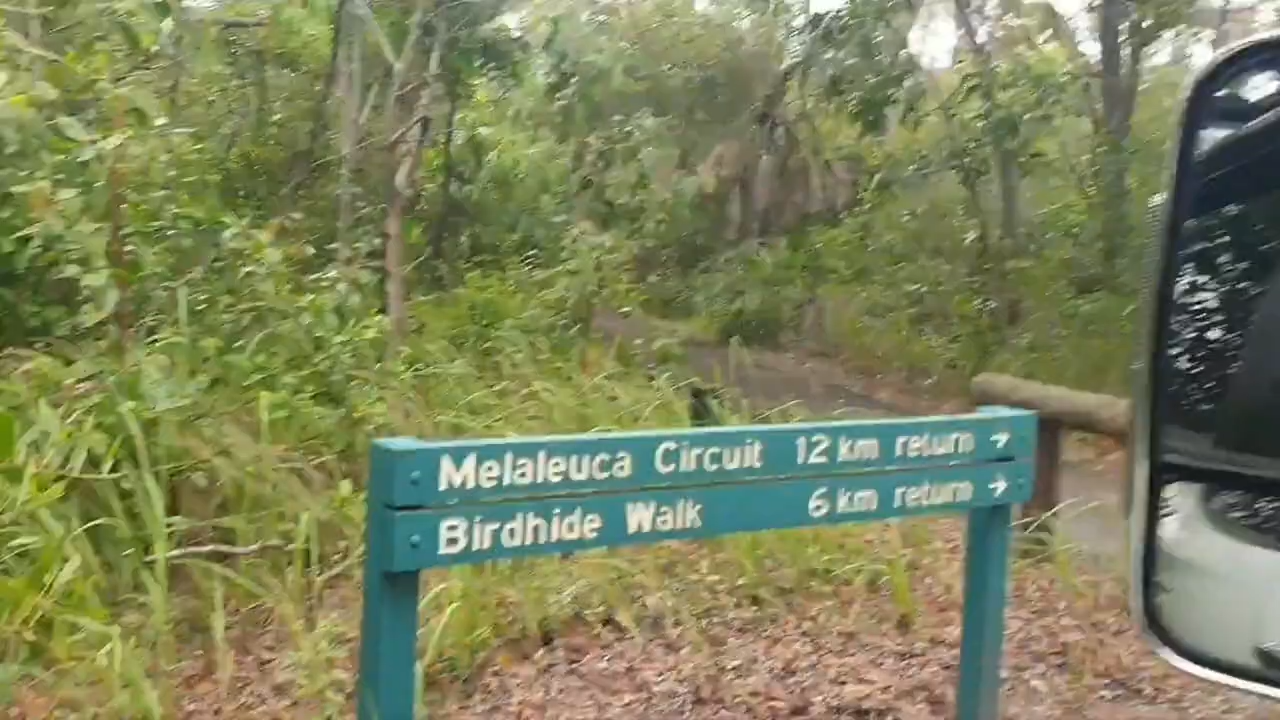 Melaleuca Circuit 12 km return →
Birdhide Walk 6 km return →